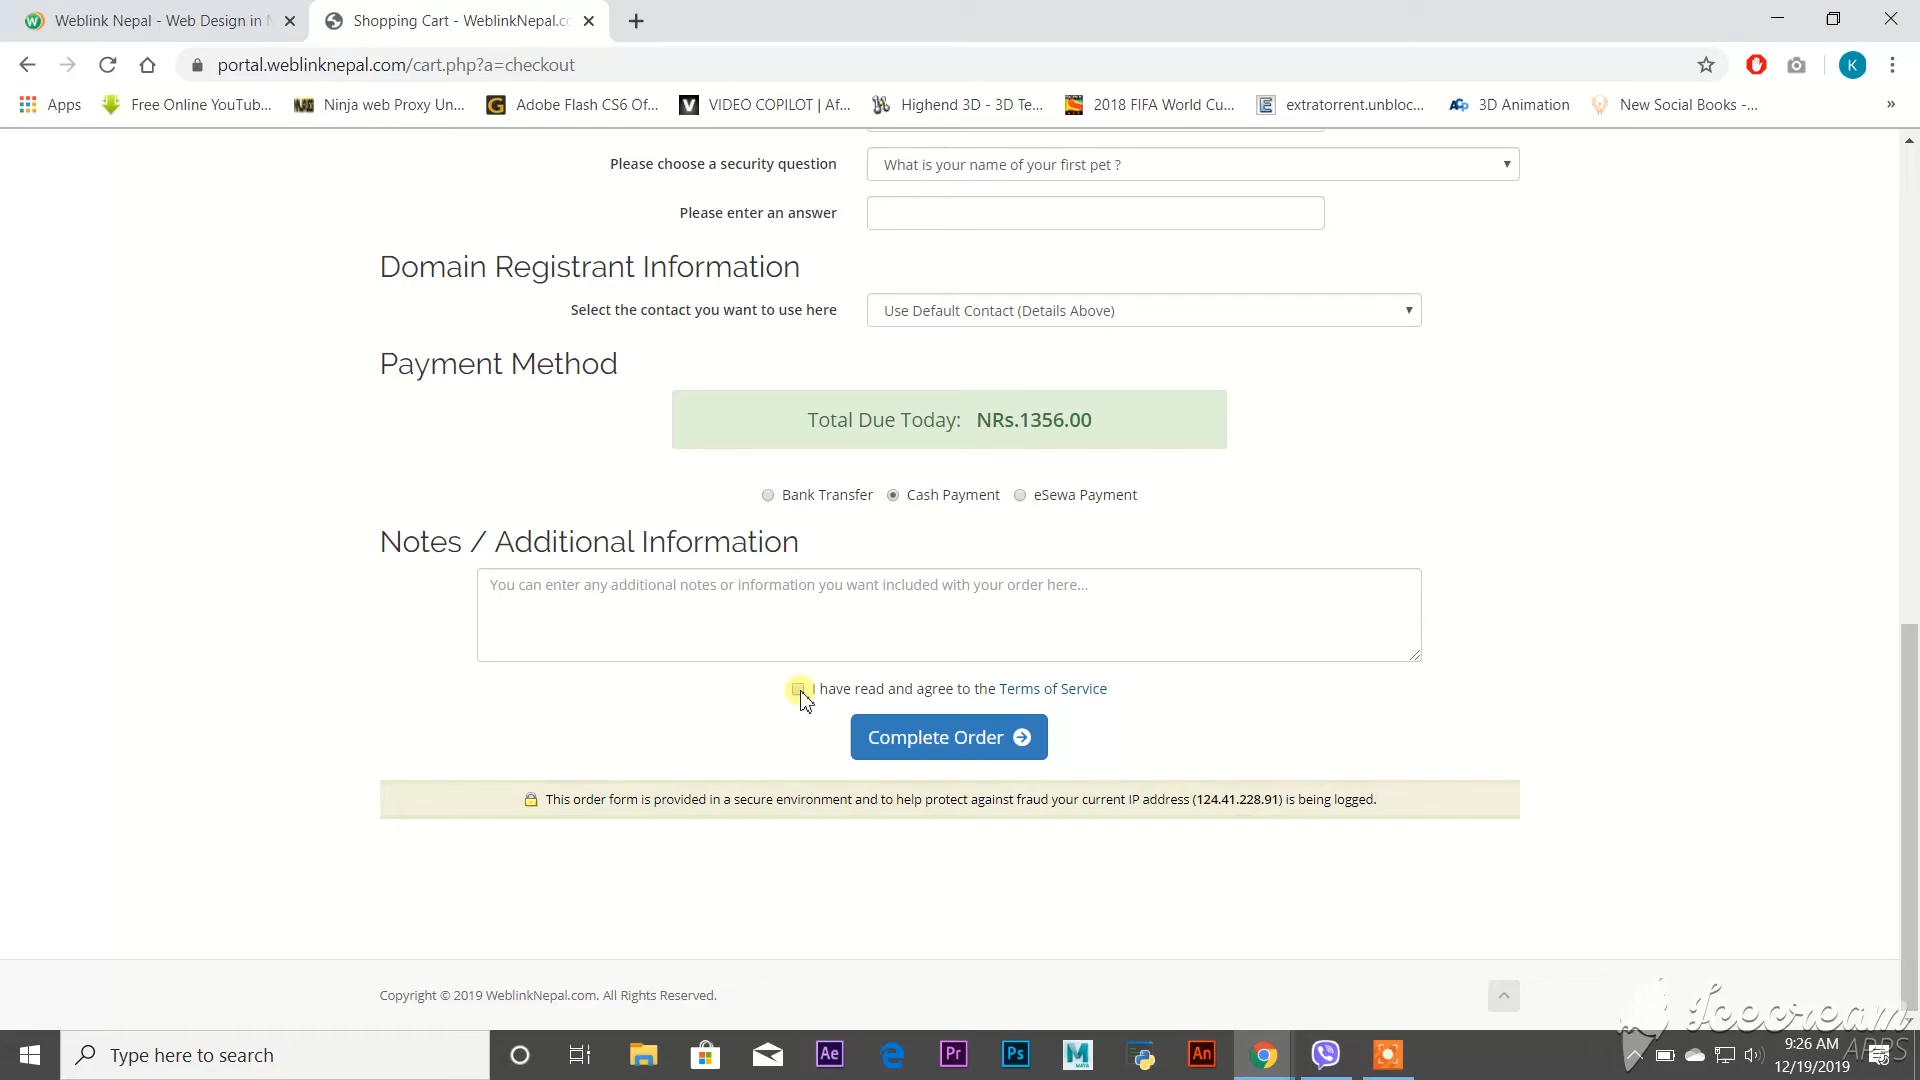 Weblink Nepal - Web Design in N
Shopping Cart - WeblinkNepal.co
portal.weblinknepal.com/cart.php?a=checkout
K
Apps
Free Online YouTub...
Ninja web Proxy Un...
Adobe Flash CS6 Of...
VIDEO COPILOT | Af...
Highend 3D - 3D Te...
2018 FIFA World Cu...
extratorrent.unbloc...
3D Animation
New Social Books -...
»
Please choose a security question
What is your name of your first pet ?
Please enter an answer
Domain Registrant Information
Select the contact you want to use here
Use Default Contact (Details Above)
Payment Method
Total Due Today: NRs.1356.00
Bank Transfer
Cash Payment
eSewa Payment
Notes / Additional Information
You can enter any additional notes or information you want included with your order here...
I have read and agree to the Terms of Service
Complete Order
This order form is provided in a secure environment and to help protect against fraud your current IP address (124.41.228.91) is being logged.
Copyright © 2019 WeblinkNepal.com. All Rights Reserved.
Icecream
APPS
Type here to search
Ae
Pr
Ps
M
An
9:26 AM
12/19/2019